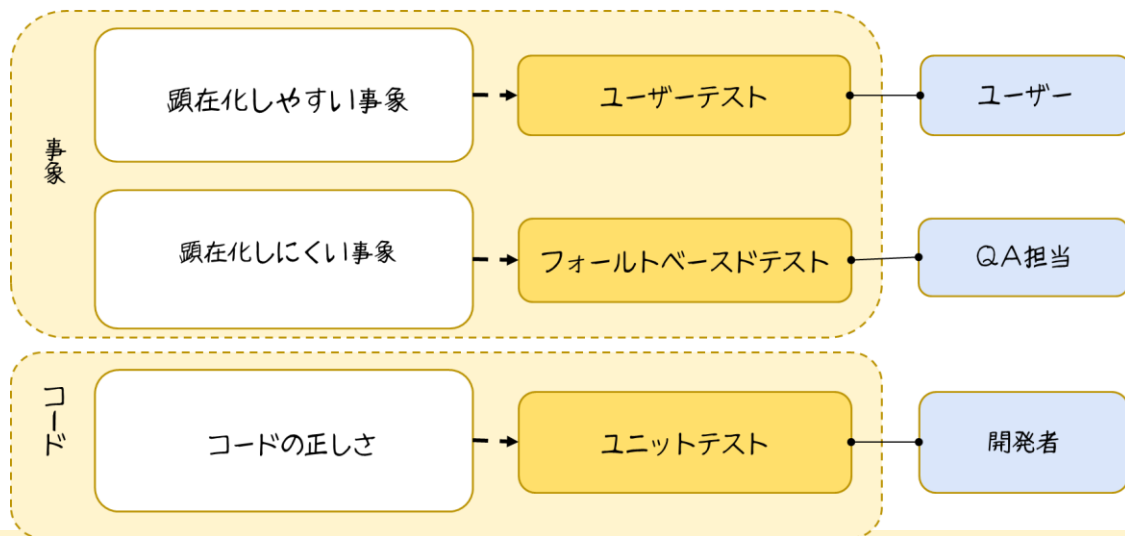 事象
顕在化しやすい事象
ユーザーテスト
ユーザー
顕在化しにくい事象
フォールトベースドテスト
QA担当
コード
コードの正しさ
ユニットテスト
開発者